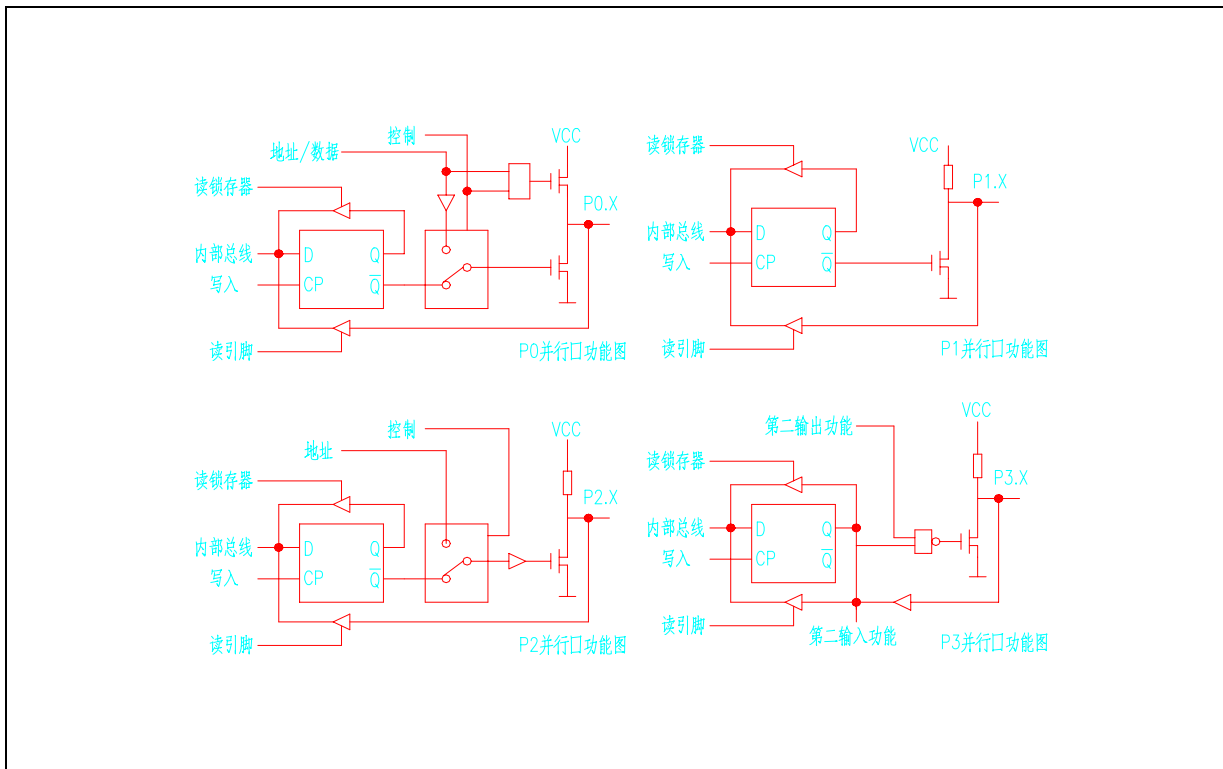 控制
VCC
地址/数据
读锁存器
P0.X
内部总线
D
Q
写入
CP
Q̅
读引脚
P0并行口功能图
读锁存器
VCC
P1.X
内部总线
D
Q
写入
CP
Q̅
读引脚
P1并行口功能图
控制
VCC
地址
读锁存器
P2.X
内部总线
D
Q
写入
CP
Q̅
读引脚
P2并行口功能图
第二输出功能
VCC
读锁存器
P3.X
内部总线
D
Q
写入
CP
Q̅
读引脚
第二输入功能
P3并行口功能图